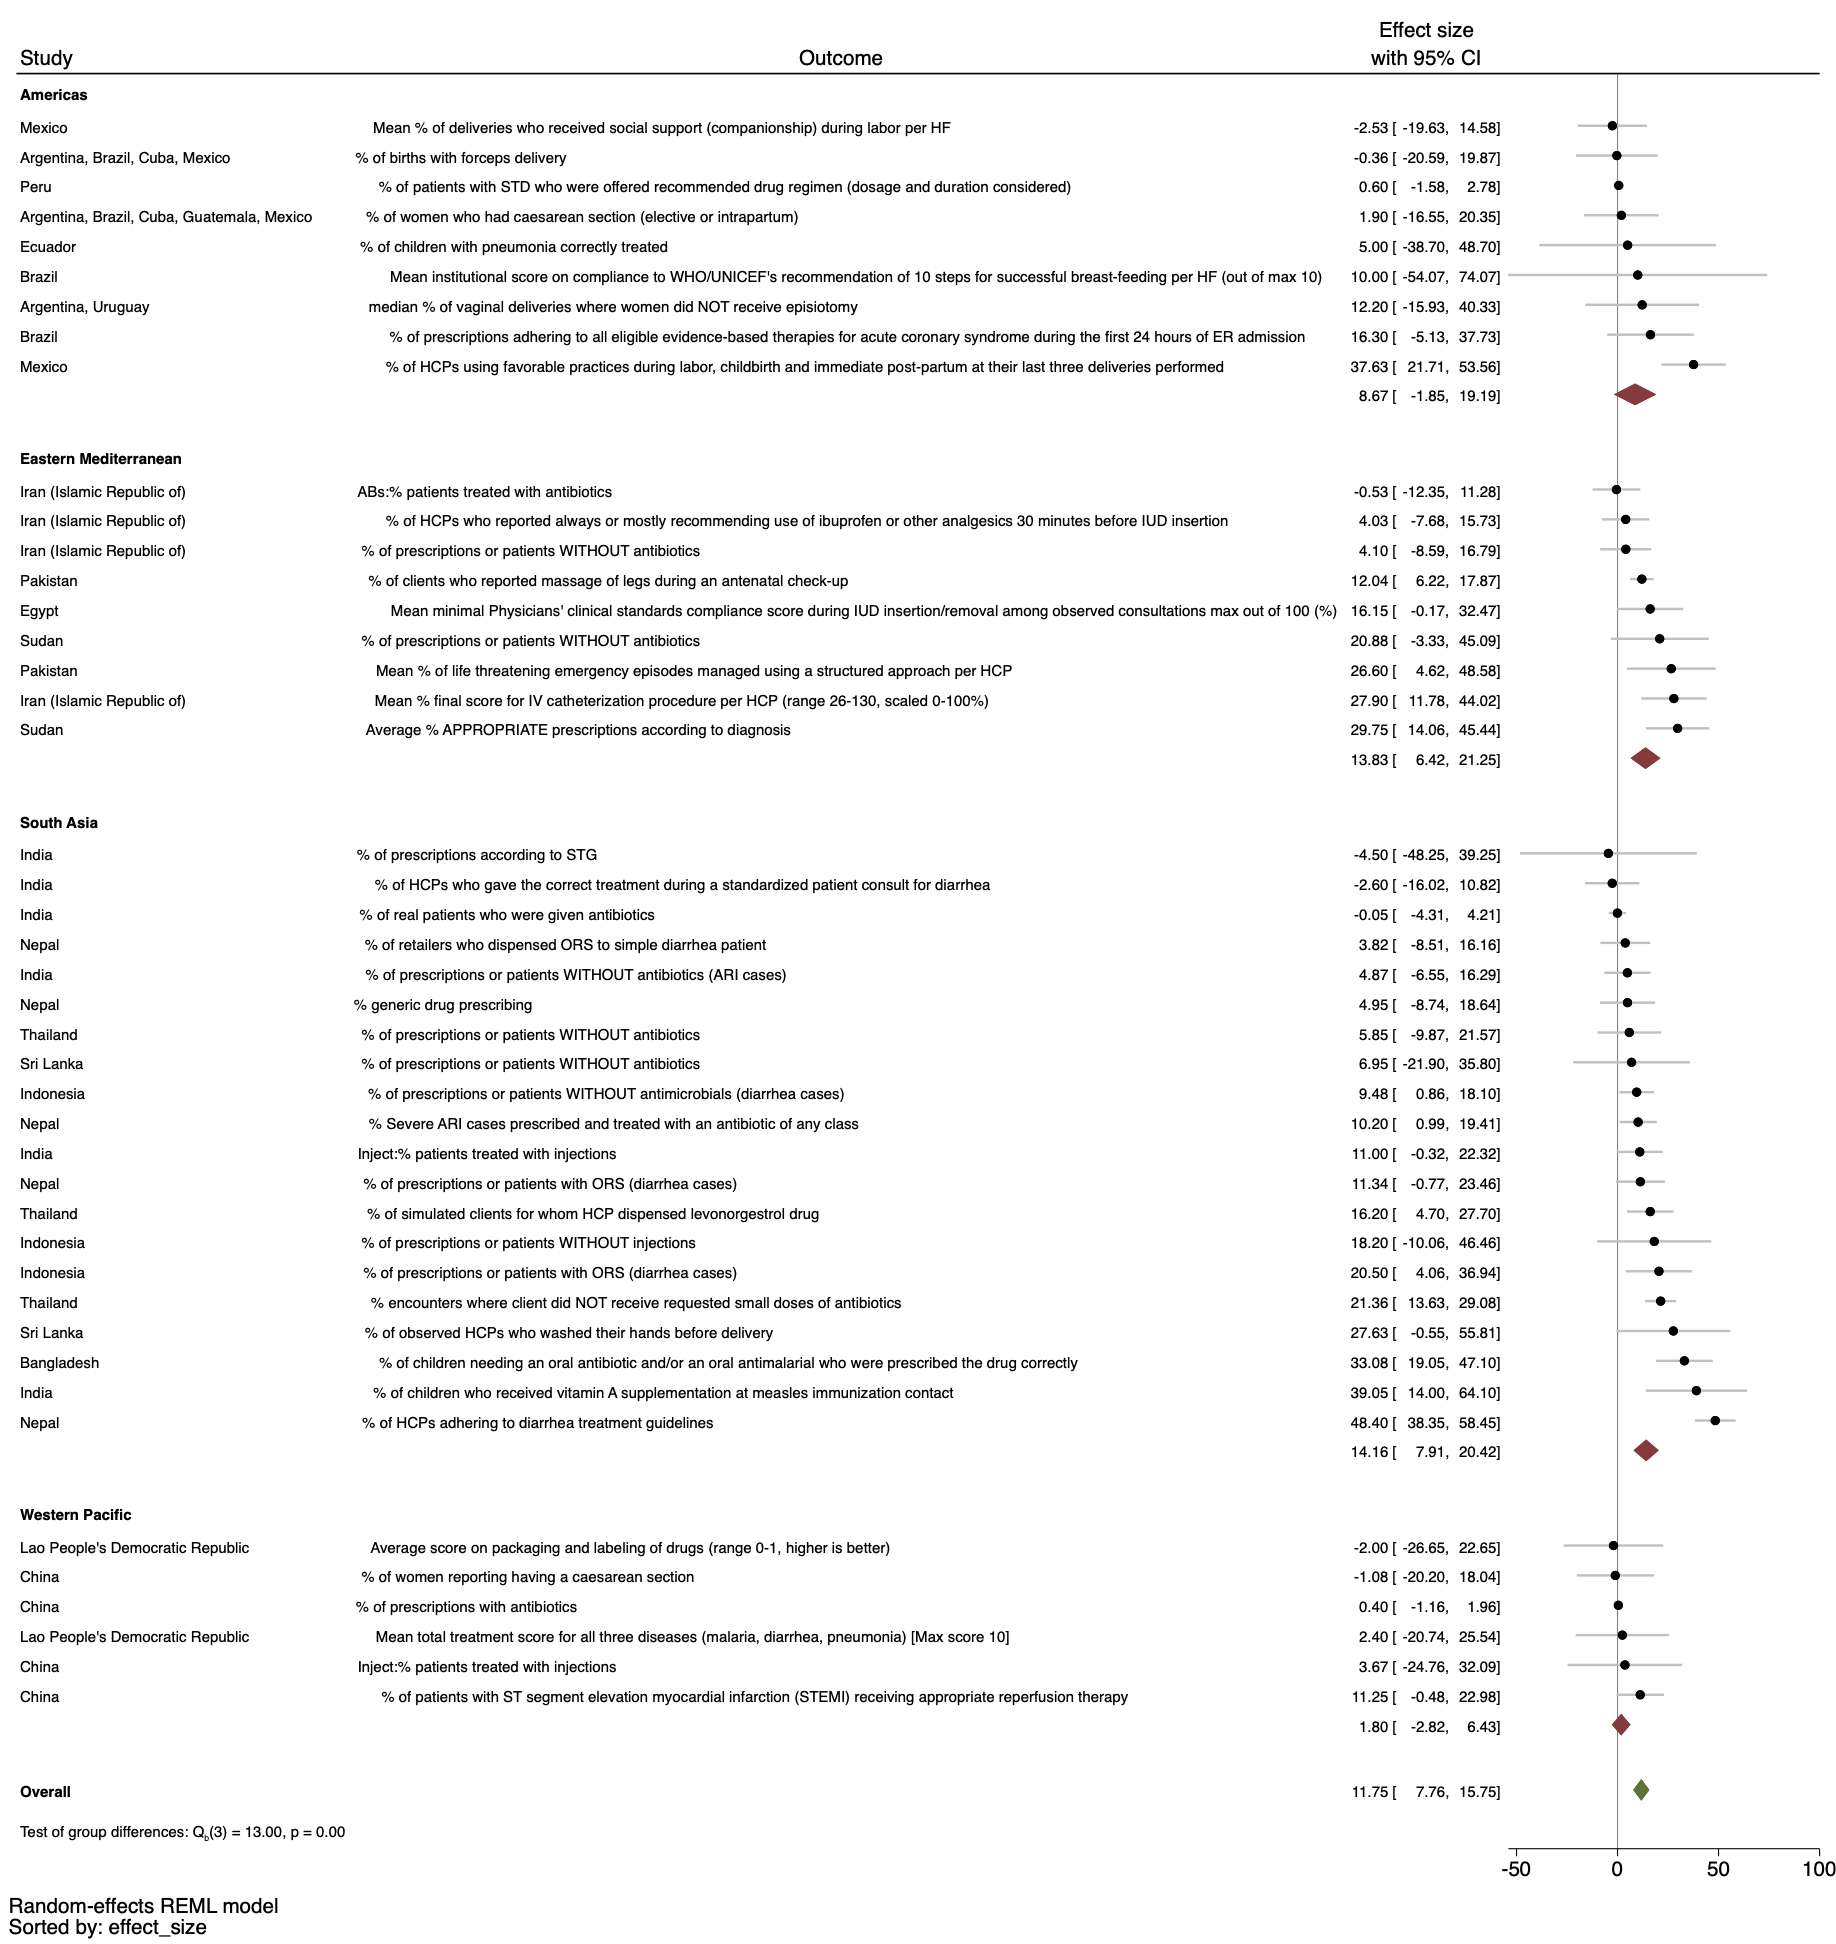 Effect size
Study Outcome with 95% CI
Americas
Mexico Mean % of deliveries who received social support (companionship) during labor per HF -2.53 [ -19.63, 14.58]
Argentina, Brazil, Cuba, Mexico % of births with forceps delivery -0.36 [ -20.59, 19.87]
Peru % of patients with STD who were offered recommended drug regimen (dosage and duration considered) 0.60 [ -1.58, 2.78]
Argentina, Brazil, Cuba, Guatemala, Mexico % of women who had caesarean section (elective or intrapartum) 1.90 [ -16.55, 20.35]
Ecuador % of children with pneumonia correctly treated 5.00 [ -38.70, 48.70]
Brazil Mean institutional score on compliance to WHO/UNICEF's recommendation of 10 steps for successful breast-feeding per HF (out of max 10) 10.00 [ -54.07, 74.07]
Argentina, Uruguay median % of vaginal deliveries where women did NOT receive episiotomy 12.20 [ -15.93, 40.33]
Brazil % of prescriptions adhering to all eligible evidence-based therapies for acute coronary syndrome during the first 24 hours of ER admission 16.30 [ -5.13, 37.73]
Mexico % of HCPs using favorable practices during labor, childbirth and immediate post-partum at their last three deliveries performed 37.63 [ 21.71, 53.56]
8.67 [ -1.85, 19.19]
Eastern Mediterranean
Iran (Islamic Republic of) ABs:% patients treated with antibiotics -0.53 [ -12.35, 11.28]
Iran (Islamic Republic of) % of HCPs who reported always or mostly recommending use of ibuprofen or other analgesics 30 minutes before IUD insertion 4.03 [ -7.68, 15.73]
Iran (Islamic Republic of) % of prescriptions or patients WITHOUT antibiotics 4.10 [ -8.59, 16.79]
Pakistan % of clients who reported massage of legs during an antenatal check-up 12.04 [ 6.22, 17.87]
Egypt Mean minimal Physicians' clinical standards compliance score during IUD insertion/removal among observed consultations max out of 100 (%) 16.15 [ -0.17, 32.47]
Sudan % of prescriptions or patients WITHOUT antibiotics 20.88 [ -3.33, 45.09]
Pakistan Mean % of life threatening emergency episodes managed using a structured approach per HCP 26.60 [ 4.62, 48.58]
Iran (Islamic Republic of) Mean % final score for IV catheterization procedure per HCP (range 26-130, scaled 0-100%) 27.90 [ 11.78, 44.02]
Sudan Average % APPROPRIATE prescriptions according to diagnosis 29.75 [ 14.06, 45.44]
13.83 [ 6.42, 21.25]
South Asia
India % of prescriptions according to STG -4.50 [ -48.25, 39.25]
India % of HCPs who gave the correct treatment during a standardized patient consult for diarrhea -2.60 [ -16.02, 10.82]
India % of real patients who were given antibiotics -0.05 [ -4.31, 4.21]
Nepal % of retailers who dispensed ORS to simple diarrhea patient 3.82 [ -8.51, 16.16]
India % of prescriptions or patients WITHOUT antibiotics (ARI cases) 4.87 [ -6.55, 16.29]
Nepal % generic drug prescribing 4.95 [ -8.74, 18.64]
Thailand % of prescriptions or patients WITHOUT antibiotics 5.85 [ -9.87, 21.57]
Sri Lanka % of prescriptions or patients WITHOUT antibiotics 6.95 [ -21.90, 35.80]
Indonesia % of prescriptions or patients WITHOUT antimicrobials (diarrhea cases) 9.48 [ 0.86, 18.10]
Nepal % Severe ARI cases prescribed and treated with an antibiotic of any class 10.20 [ 0.99, 19.41]
India Inject:% patients treated with injections 11.00 [ -0.32, 22.32]
Nepal % of prescriptions or patients with ORS (diarrhea cases) 11.34 [ -0.77, 23.46]
Thailand % of simulated clients for whom HCP dispensed levonorgestrol drug 16.20 [ 4.70, 27.70]
Indonesia % of prescriptions or patients WITHOUT injections 18.20 [ -10.06, 46.46]
Indonesia % of prescriptions or patients with ORS (diarrhea cases) 20.50 [ 4.06, 36.94]
Thailand % encounters where client did NOT receive requested small doses of antibiotics 21.36 [ 13.63, 29.08]
Sri Lanka % of observed HCPs who washed their hands before delivery 27.63 [ -0.55, 55.81]
Bangladesh % of children needing an oral antibiotic and/or an oral antimalarial who were prescribed the drug correctly 33.08 [ 19.05, 47.10]
India % of children who received vitamin A supplementation at measles immunization contact 39.05 [ 14.00, 64.10]
Nepal % of HCPs adhering to diarrhea treatment guidelines 48.40 [ 38.35, 58.45]
14.16 [ 7.91, 20.42]
Western Pacific
Lao People's Democratic Republic Average score on packaging and labeling of drugs (range 0-1, higher is better) -2.00 [ -26.65, 22.65]
China % of women reporting having a caesarean section -1.08 [ -20.20, 18.04]
China % of prescriptions with antibiotics 0.40 [ -1.16, 1.96]
Lao People's Democratic Republic Mean total treatment score for all three diseases (malaria, diarrhea, pneumonia) [Max score 10] 2.40 [ -20.74, 25.54]
China Inject:% patients treated with injections 3.67 [ -24.76, 32.09]
China % of patients with ST segment elevation myocardial infarction (STEMI) receiving appropriate reperfusion therapy 11.25 [ -0.48, 22.98]
1.80 [ -2.82, 6.43]
Overall 11.75 [ 7.76, 15.75]
Test of group differences: Qb(3) = 13.00, p = 0.00
-50 0 50 100
Random-effects REML model
Sorted by: effect_size